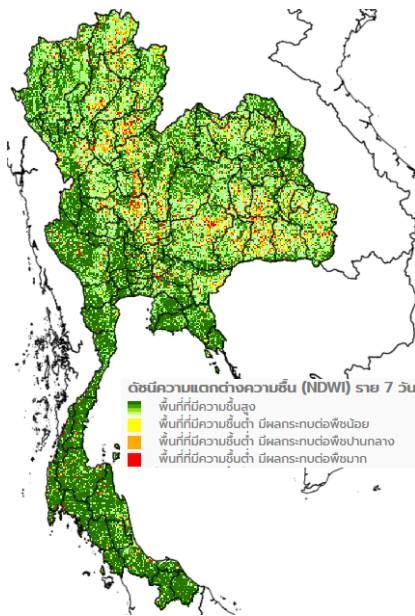 ดัชนีความแตกต่างความชื้น (NDWI) ราย 7 วัน
พื้นที่ที่มีความชื้นสูง
พื้นที่ที่มีความชื้นต่ำ มีผลกระทบต่อพืชน้อย
พื้นที่ที่มีความชื้นต่ำ มีผลกระทบต่อพืชปานกลาง
พื้นที่ที่มีความชื้นต่ำ มีผลกระทบต่อพืชมาก